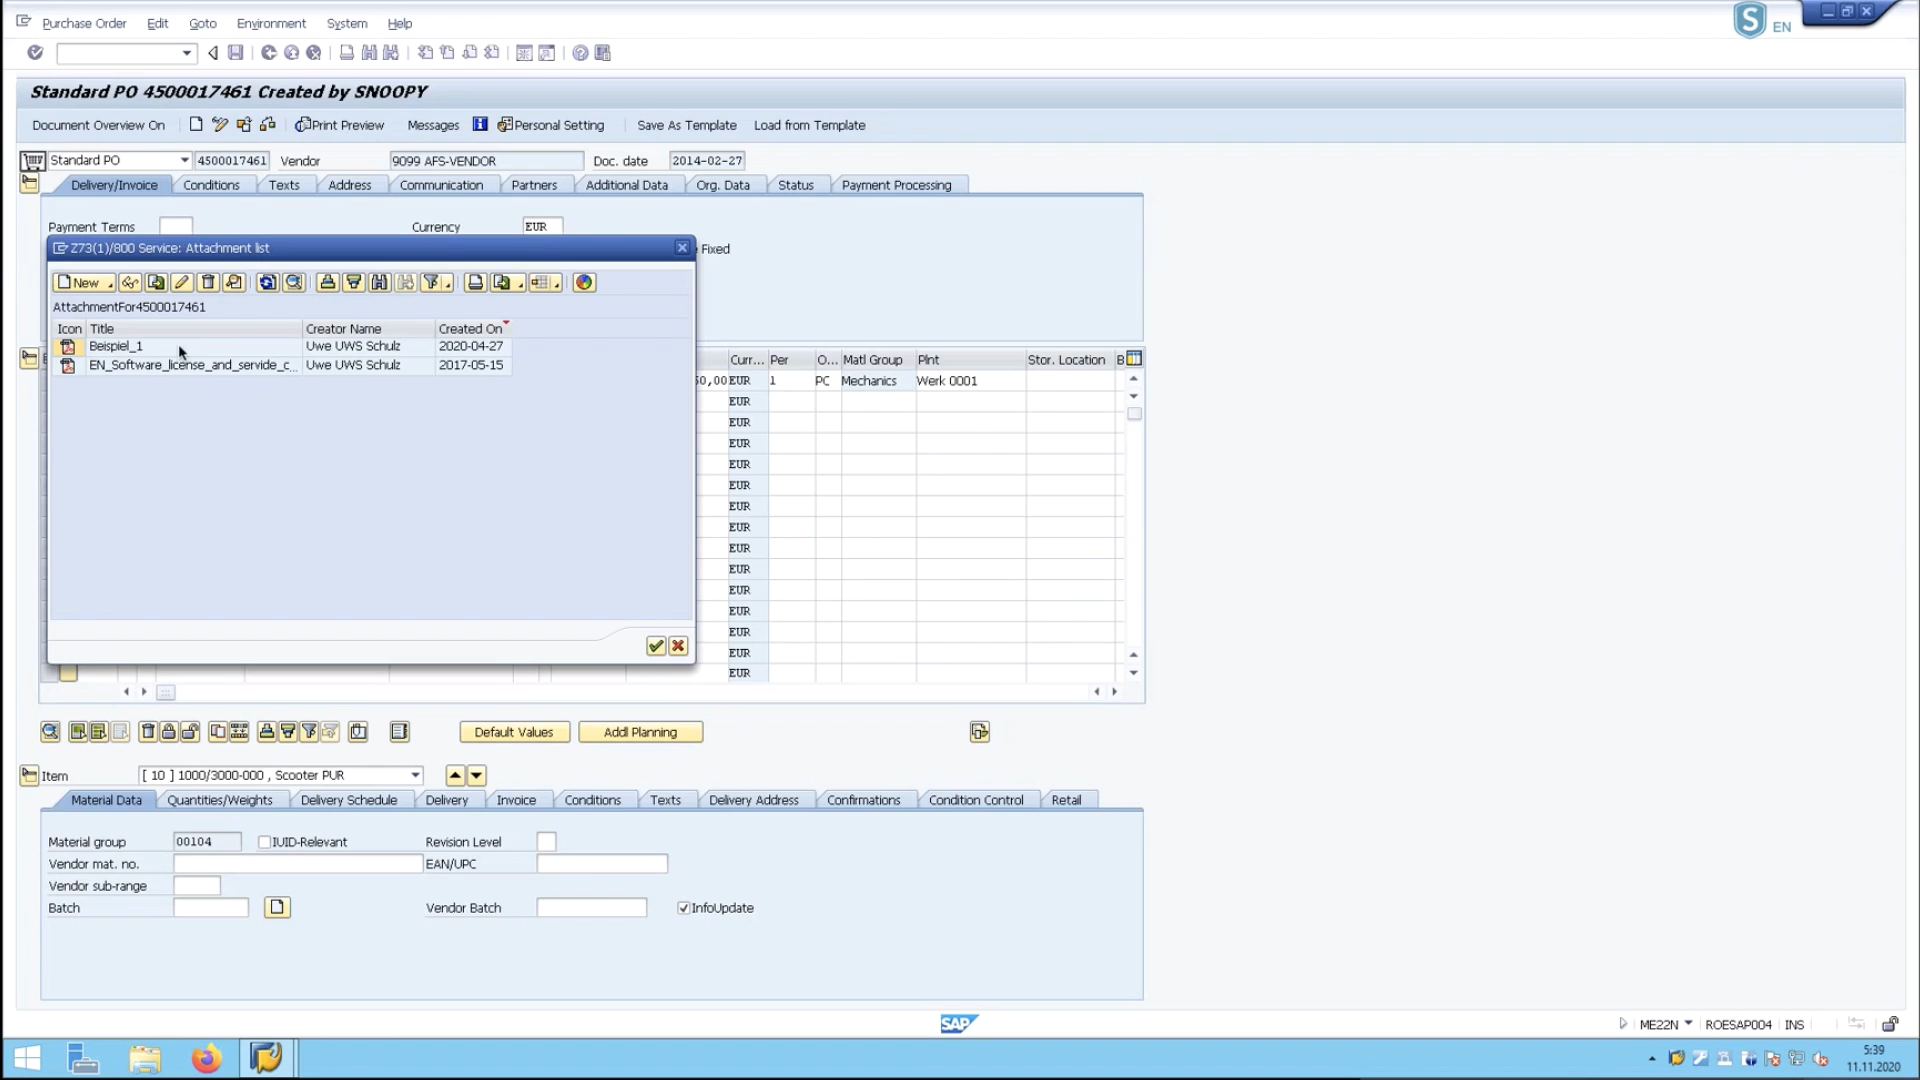 Purchase Order Edit Goto Environment System Help
S EN
Standard PO 4500017461 Created by SNOOPY
Document Overview On Print Preview Messages Personal Setting Save As Template Load from Template
Standard PO 4500017461 Vendor 9099 AFS-VENDOR Doc. date 2014-02-27
Delivery/Invoice Conditions Texts Address Communication Partners Additional Data Org. Data Status Payment Processing
Payment Terms Currency EUR
Fixed
Z73(1)/800 Service: Attachment list
New
AttachmentFor4500017461
Icon Title Creator Name Created On
Beispiel_1 Uwe UWS Schulz 2020-04-27
EN_Software_license_and_servide_c... Uwe UWS Schulz 2017-05-15
Curr... Per O... Matl Group Plnt Stor. Location B
0,00 EUR 1 PC Mechanics Werk 0001
EUR
EUR
EUR
EUR
EUR
EUR
EUR
EUR
EUR
EUR
EUR
EUR
EUR
EUR
Default Values Addl Planning
Item [ 10 ] 1000/3000-000 , Scooter PUR
Material Data Quantities/Weights Delivery Schedule Delivery Invoice Conditions Texts Delivery Address Confirmations Condition Control Retail
Material group 00104 IUID-Relevant Revision Level
Vendor mat. no. EAN/UPC
Vendor sub-range
Batch Vendor Batch InfoUpdate
SAP ME22N ROESAP004 INS
5:39
11.11.2020